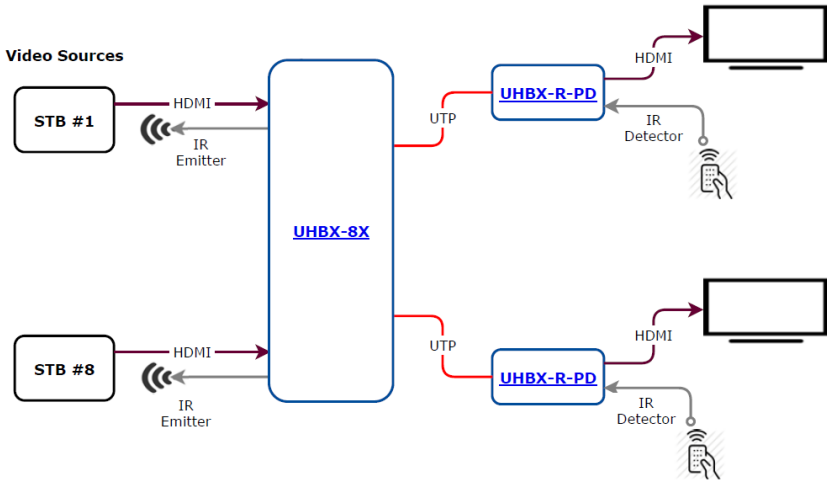 Video Sources
STB #1
HDMI
IR
Emitter
UHBX-8X
UTP
UHBX-R-PD
HDMI
IR
Detector
STB #8
HDMI
IR
Emitter
UTP
UHBX-R-PD
HDMI
IR
Detector